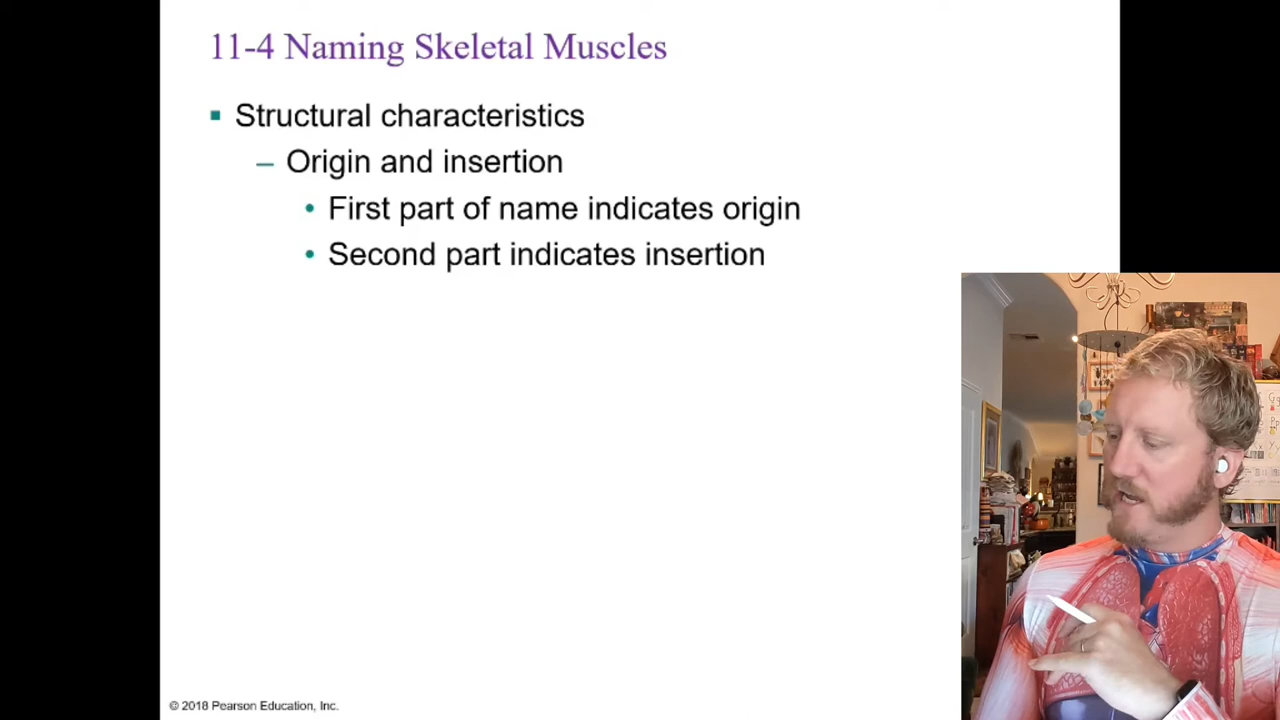 11-4 Naming Skeletal Muscles
▪ Structural characteristics
– Origin and insertion
• First part of name indicates origin
• Second part indicates insertion
© 2018 Pearson Education, Inc.